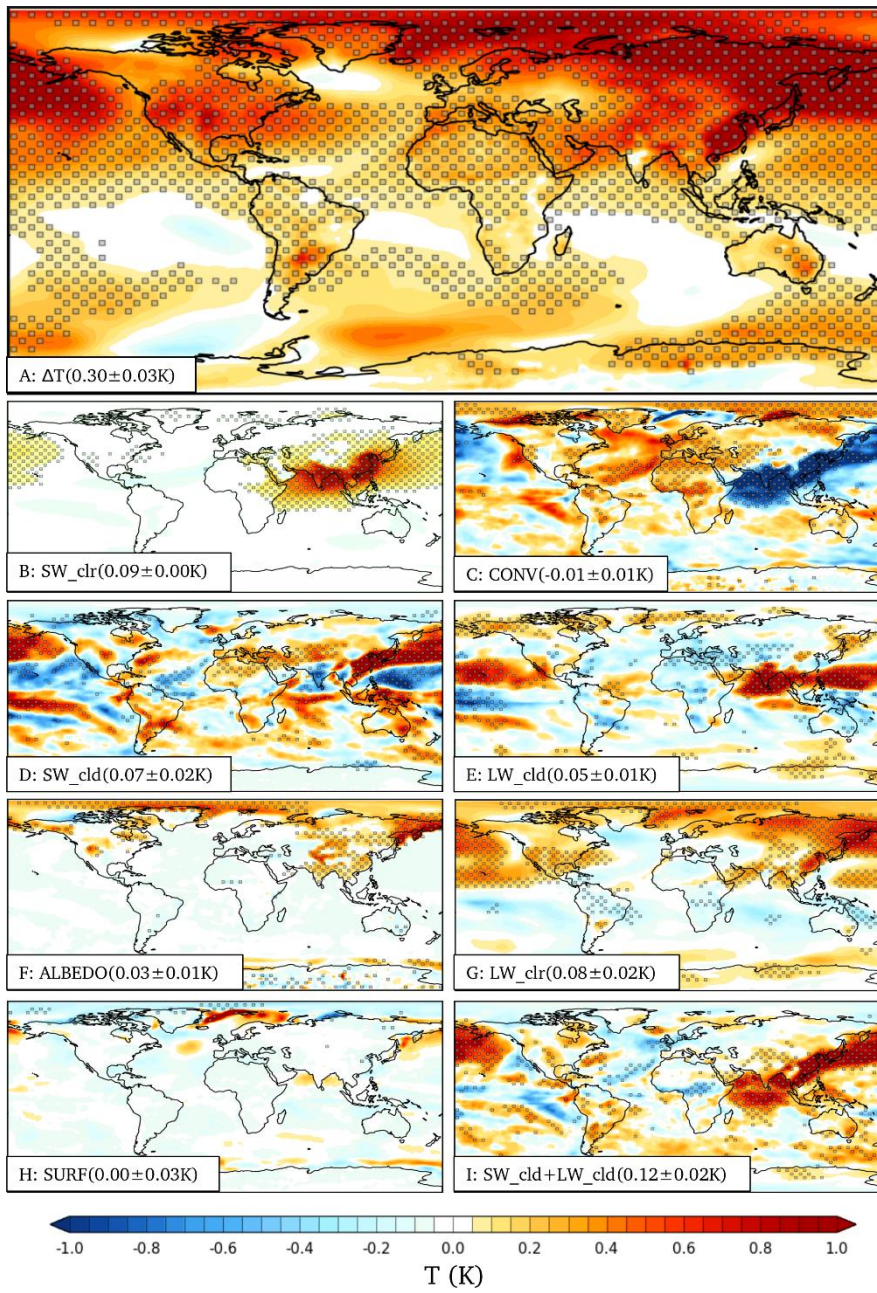 A: ΔT(0.30±0.03K)
B: SW_clr(0.09±0.00K)
C: CONV(-0.01±0.01K)
D: SW_cld(0.07±0.02K)
E: LW_cld(0.05±0.01K)
F: ALBEDO(0.03±0.01K)
G: LW_clr(0.08±0.02K)
H: SURF(0.00±0.03K)
I: SW_cld+LW_cld(0.12±0.02K)
-1.0 -0.8 -0.6 -0.4 -0.2 0.0 0.2 0.4 0.6 0.8 1.0
T (K)